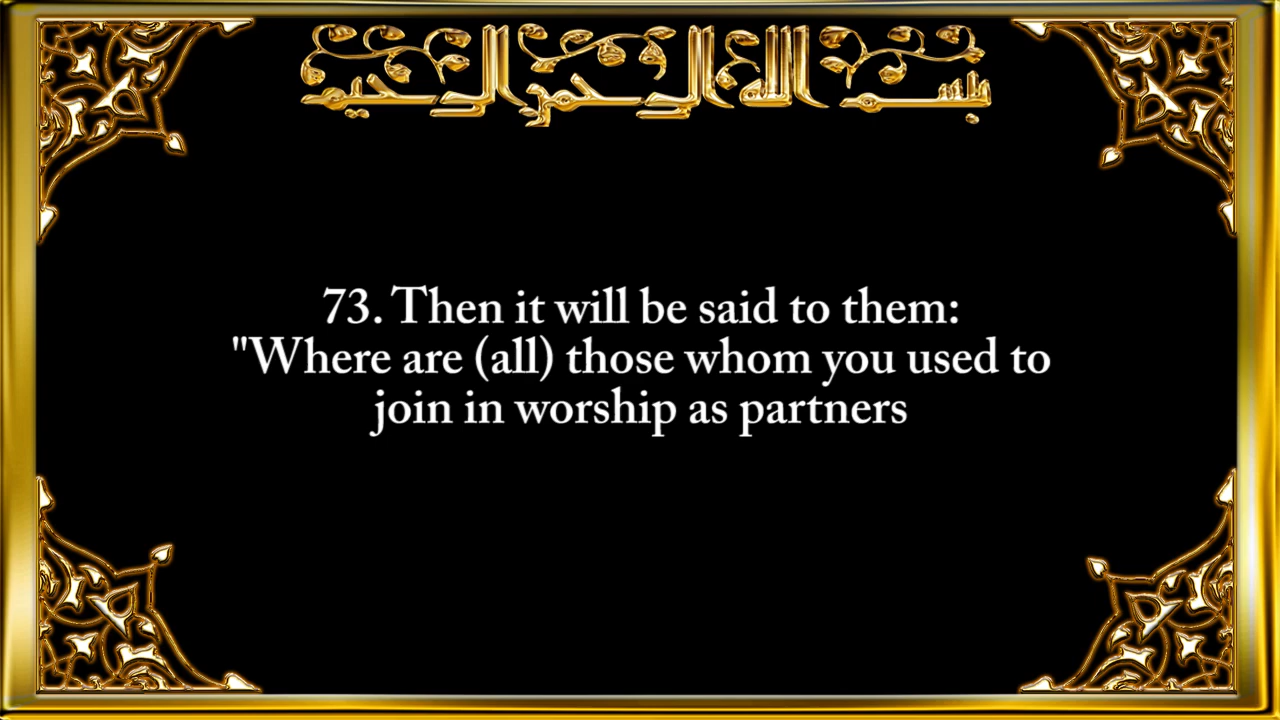 بسم الله الرحمن الرحيم
73. Then it will be said to them:
"Where are (all) those whom you used to
join in worship as partners